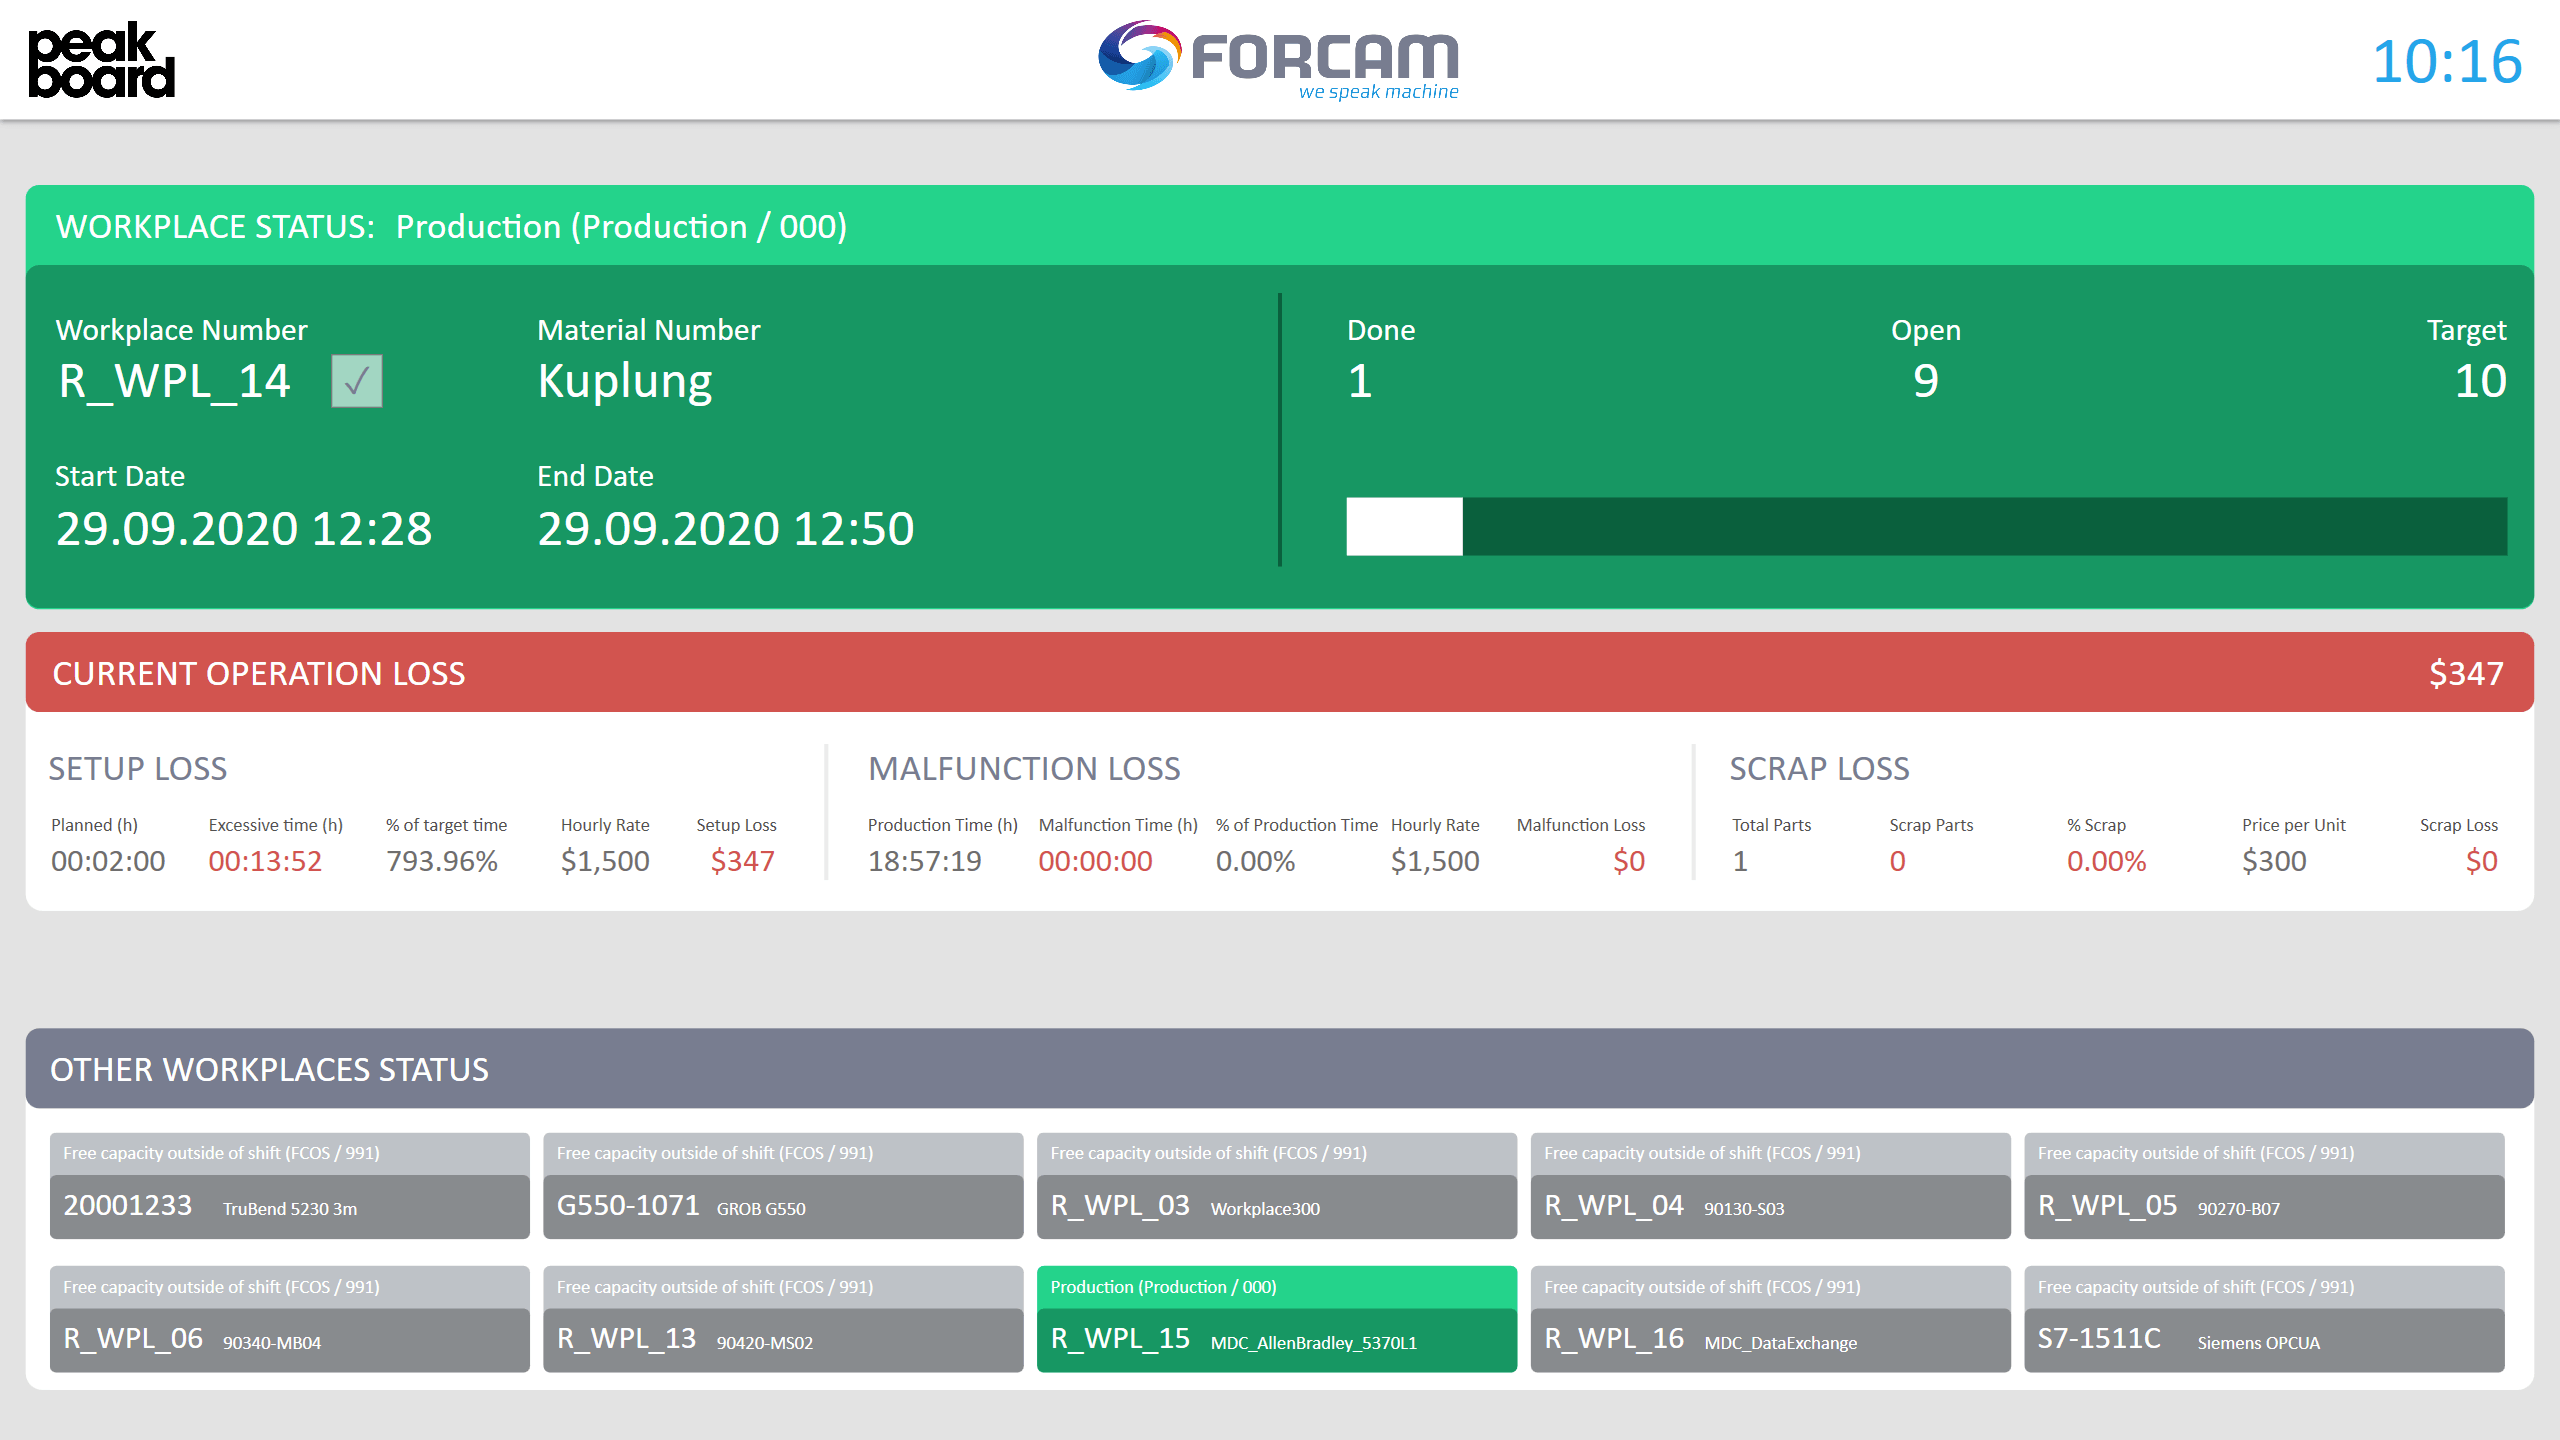 peak
board
FORCAM
we speak machine
10:16
WORKPLACE STATUS: Production (Production / 000)
Workplace Number
Material Number
Done
Open
Target
R_WPL_14 ✓
Kuplung
1
9
10
Start Date
End Date
29.09.2020 12:28
29.09.2020 12:50
CURRENT OPERATION LOSS
$347
SETUP LOSS
Planned (h) Excessive time (h) % of target time Hourly Rate Setup Loss
00:02:00 00:13:52 793.96% $1,500 $347
MALFUNCTION LOSS
Production Time (h) Malfunction Time (h) % of Production Time Hourly Rate Malfunction Loss
18:57:19 00:00:00 0.00% $1,500 $0
SCRAP LOSS
Total Parts Scrap Parts % Scrap Price per Unit Scrap Loss
1 0 0.00% $300 $0
OTHER WORKPLACES STATUS
Free capacity outside of shift (FCOS / 991)
20001233 TruBend 5230 3m
Free capacity outside of shift (FCOS / 991)
G550-1071 GROB G550
Free capacity outside of shift (FCOS / 991)
R_WPL_03 Workplace300
Free capacity outside of shift (FCOS / 991)
R_WPL_04 90130-S03
Free capacity outside of shift (FCOS / 991)
R_WPL_05 90270-B07
Free capacity outside of shift (FCOS / 991)
R_WPL_06 90340-MB04
Free capacity outside of shift (FCOS / 991)
R_WPL_13 90420-MS02
Production (Production / 000)
R_WPL_15 MDC_AllenBradley_5370L1
Free capacity outside of shift (FCOS / 991)
R_WPL_16 MDC_DataExchange
Free capacity outside of shift (FCOS / 991)
S7-1511C Siemens OPCUA